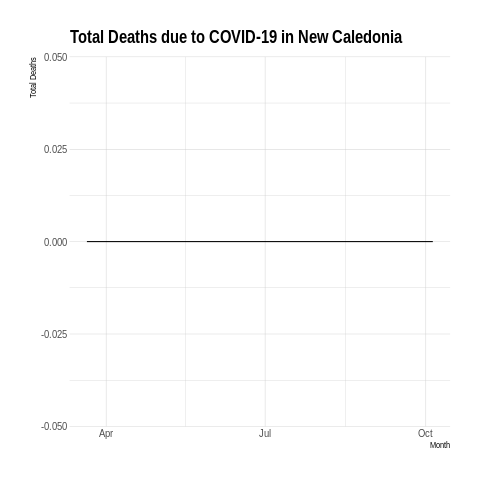 Total Deaths due to COVID-19 in New Caledonia
Total Deaths
0.050
0.025
0.000
-0.025
-0.050
Apr Jul Oct
Month